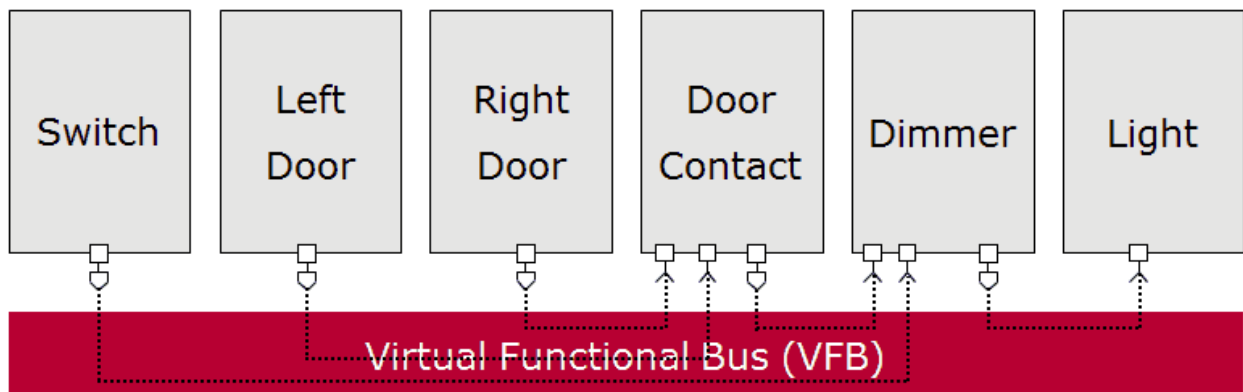 Switch
Left
Door
Right
Door
Door
Contact
Dimmer
Light
Virtual Functional Bus (VFB)